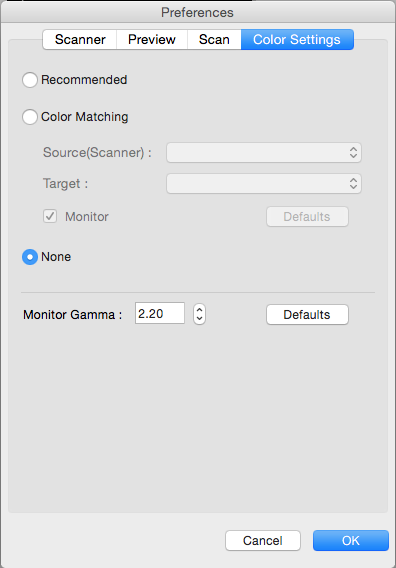 Preferences
Scanner Preview Scan Color Settings
Recommended
Color Matching
Source(Scanner) :
Target :
Monitor Defaults
None
Monitor Gamma : 2.20 Defaults
Cancel OK